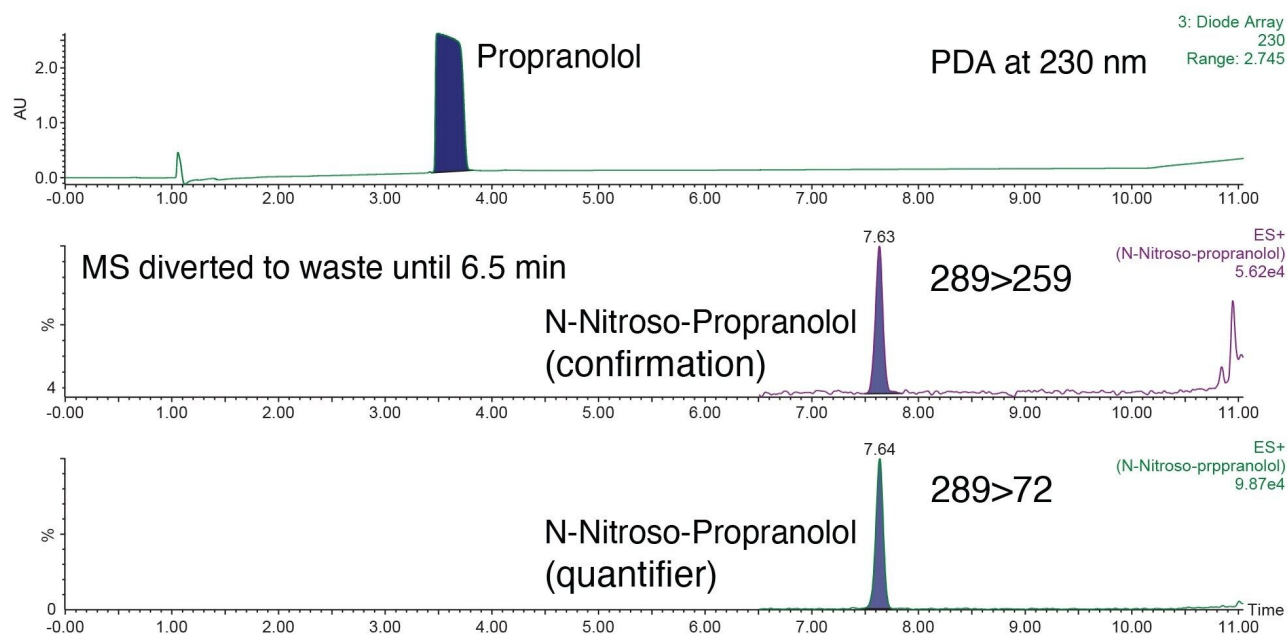 3: Diode Array
230
Range: 2.745
Propranolol
PDA at 230 nm
AU
2.0
1.0
0.0
-0.00 1.00 2.00 3.00 4.00 5.00 6.00 7.00 8.00 9.00 10.00 11.00
7.63
ES+
(N-Nitroso-propranolol)
5.62e4
MS diverted to waste until 6.5 min
289>259
N-Nitroso-Propranolol
(confirmation)
%
4
-0.00 1.00 2.00 3.00 4.00 5.00 6.00 7.00 8.00 9.00 10.00 11.00
7.64
ES+
(N-Nitroso-prppranolol)
9.87e4
289>72
N-Nitroso-Propranolol
(quantifier)
%
0
Time
-0.00 1.00 2.00 3.00 4.00 5.00 6.00 7.00 8.00 9.00 10.00 11.00